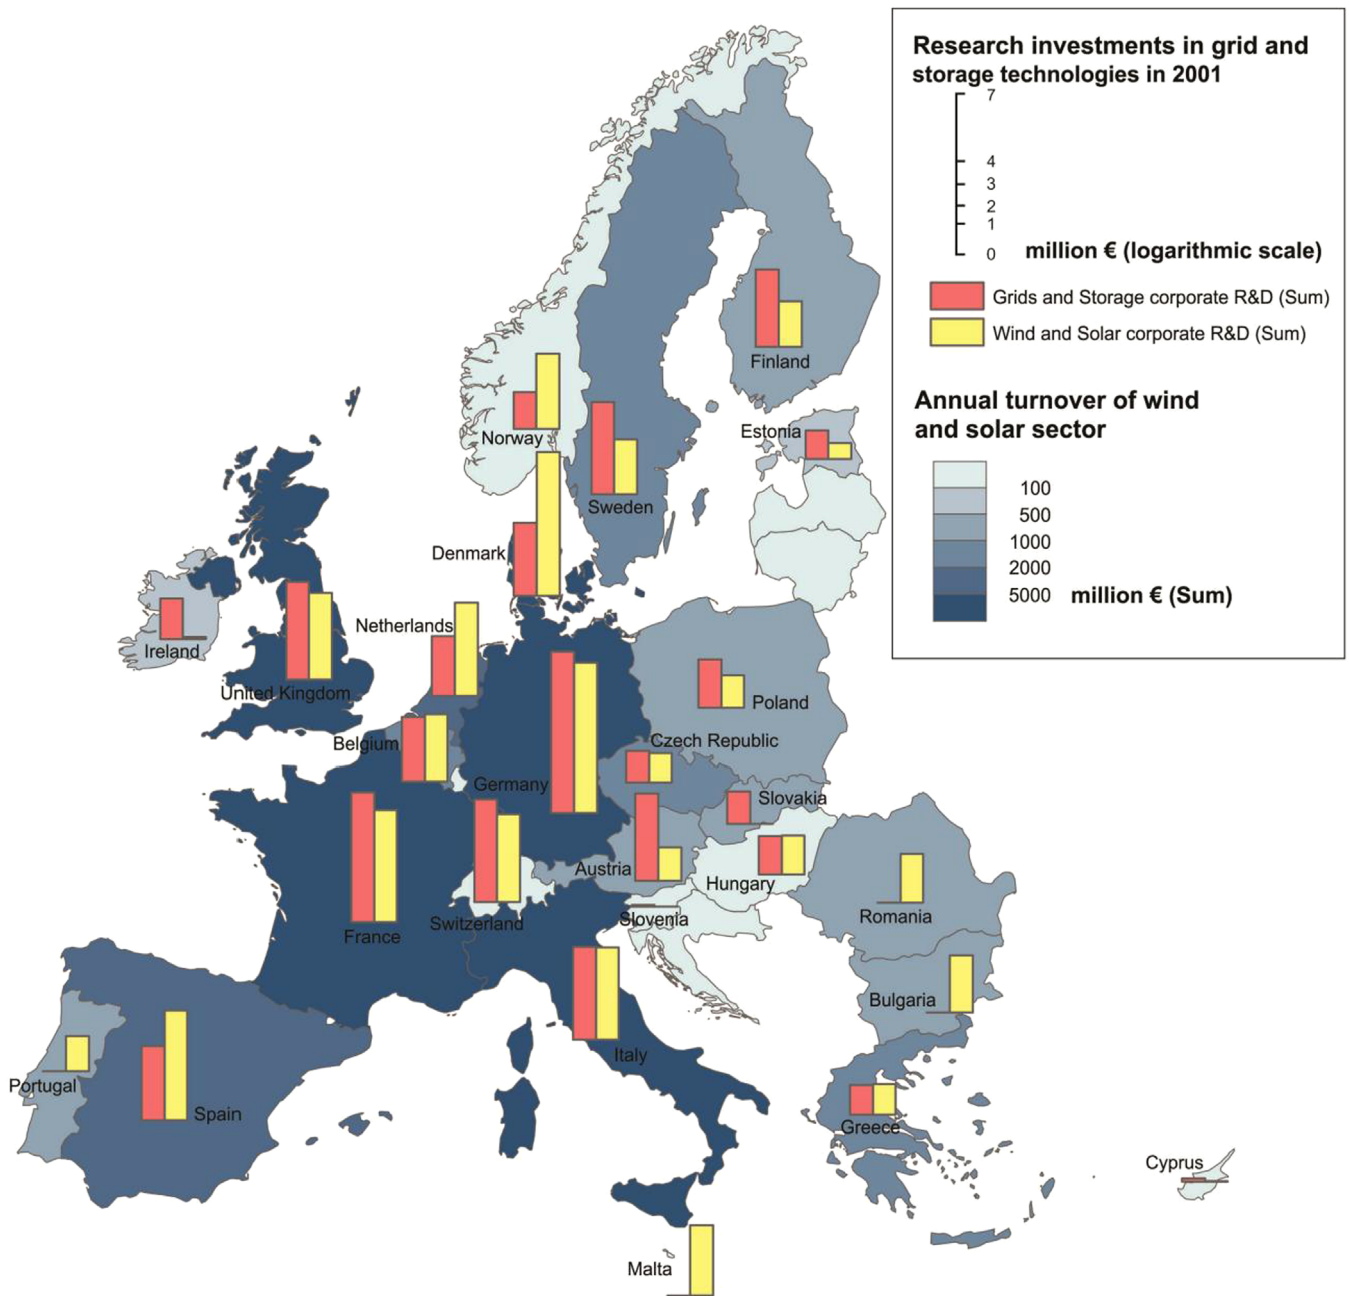 Research investments in grid and
storage technologies in 2001
7
4
3
2
1
0
million € (logarithmic scale)
Grids and Storage corporate R&D (Sum)
Wind and Solar corporate R&D (Sum)
Annual turnover of wind
and solar sector
100
500
1000
2000
5000
million € (Sum)
Finland
Norway
Estonia
Sweden
Denmark
Netherlands
Ireland
United Kingdom
Poland
Belgium
Czech Republic
Germany
Slovakia
Austria
Hungary
Switzerland
Slovenia
Romania
France
Bulgaria
Italy
Portugal
Spain
Greece
Cyprus
Malta